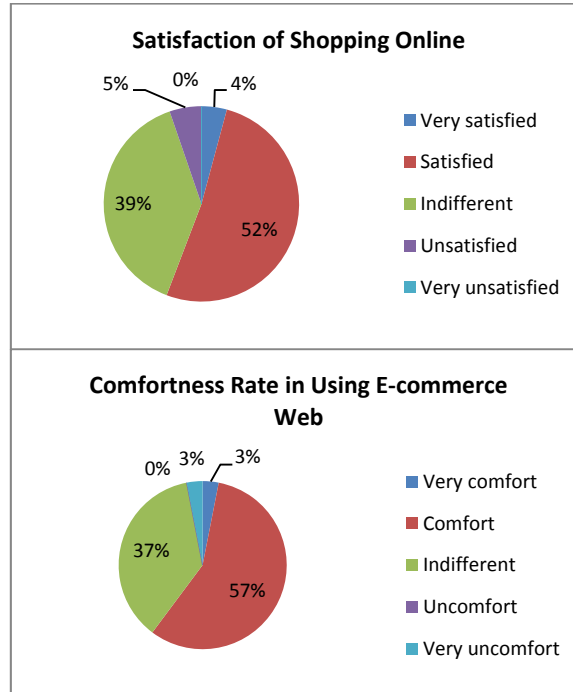 Satisfaction of Shopping Online
5% 0% 4%
39%
52%
Very satisfied
Satisfied
Indifferent
Unsatisfied
Very unsatisfied
Comfortness Rate in Using E-commerce
Web
0% 3% 3%
37%
57%
Very comfort
Comfort
Indifferent
Uncomfort
Very uncomfort